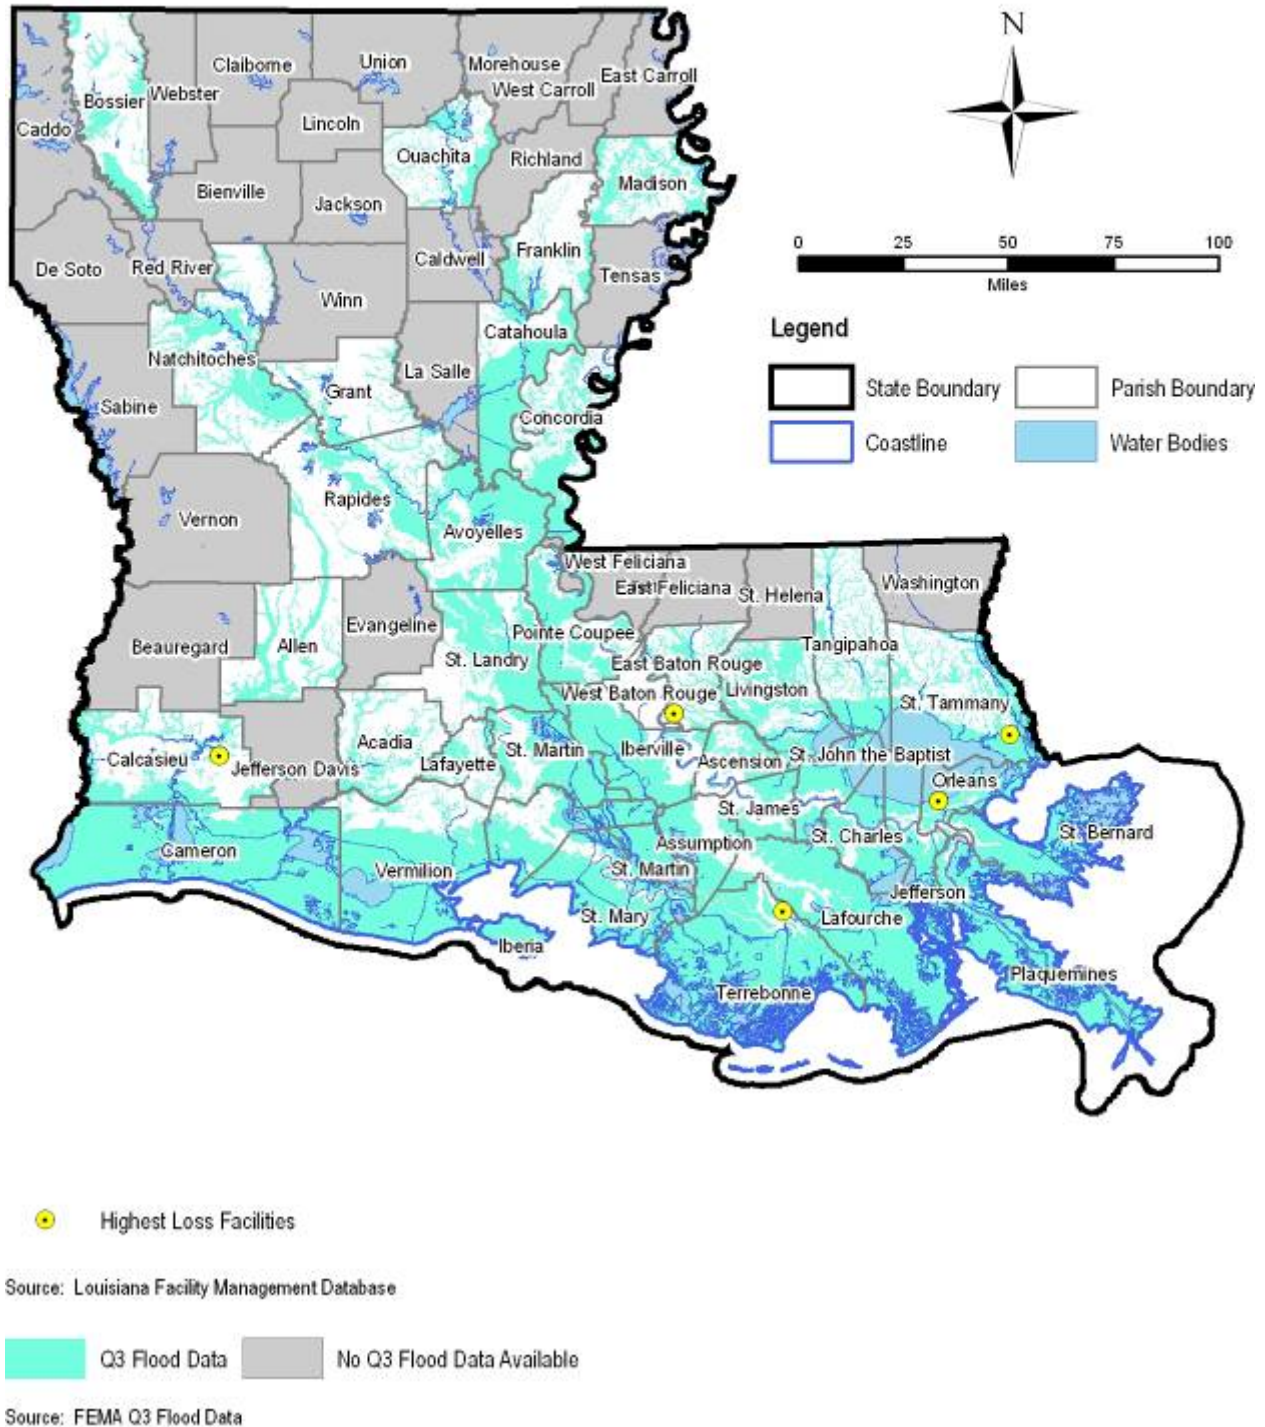 N
Claiborne
Union
Morehouse
East Carroll
Bossier
Webster
West Carroll
Caddo
Lincoln
Ouachita
Richland
Madison
Bienville
Jackson
De Soto
Red River
Caldwell
Franklin
Tensas
Winn
0 25 50 75 100
Miles
Legend
State Boundary
Parish Boundary
Coastline
Water Bodies
Natchitoches
Catahoula
La Salle
Grant
Sabine
Concordia
Rapides
Vernon
Avoyelles
West Feliciana
East Feliciana
St. Helena
Washington
Beauregard
Allen
Evangeline
Pointe Coupee
Tangipahoa
St. Landry
East Baton Rouge
West Baton Rouge
Livingston
St. Tammany
Calcasieu
Jefferson Davis
Acadia
Lafayette
St. Martin
Iberville
Ascension
St. John the Baptist
Orleans
St. James
St. Charles
St. Bernard
Cameron
Vermilion
Assumption
St. Martin
Jefferson
St. Mary
Lafourche
Iberia
Terrebonne
Plaquemines
Highest Loss Facilities
Source: Louisiana Facility Management Database
Q3 Flood Data
No Q3 Flood Data Available
Source: FEMA Q3 Flood Data